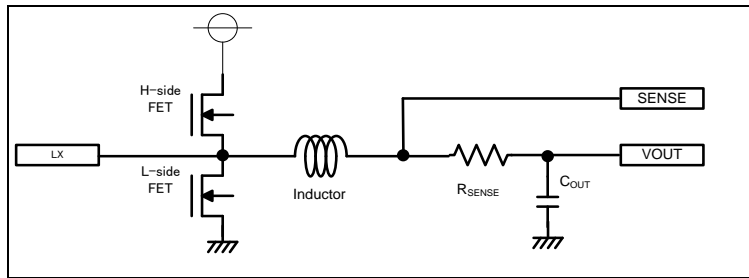 H-side
FET
SENSE
LX
VOUT
L-side
FET
Inductor
RSENSE
COUT